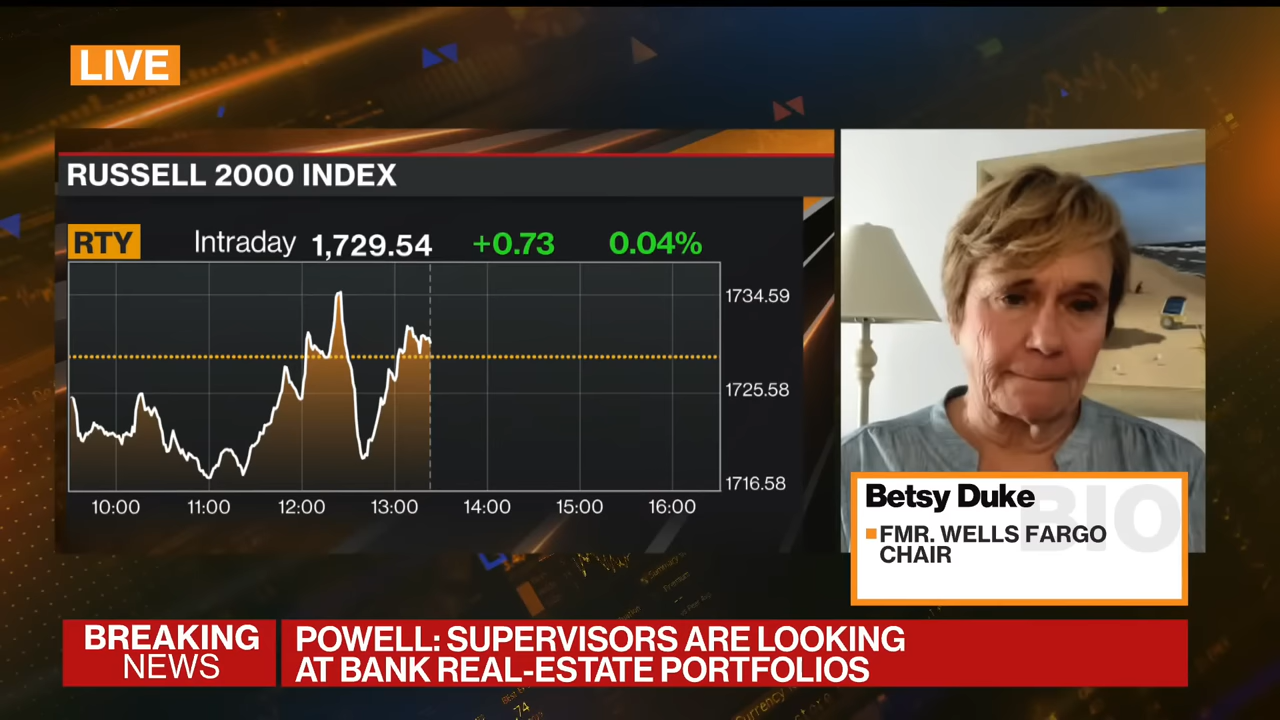 LIVE
RUSSELL 2000 INDEX
RTY Intraday 1,729.54 +0.73 0.04%
1734.59
1725.58
1716.58
10:00 11:00 12:00 13:00 14:00 15:00 16:00
BIO
Betsy Duke
FMR. WELLS FARGO
CHAIR
BREAKING
NEWS
POWELL: SUPERVISORS ARE LOOKING
AT BANK REAL-ESTATE PORTFOLIOS
74